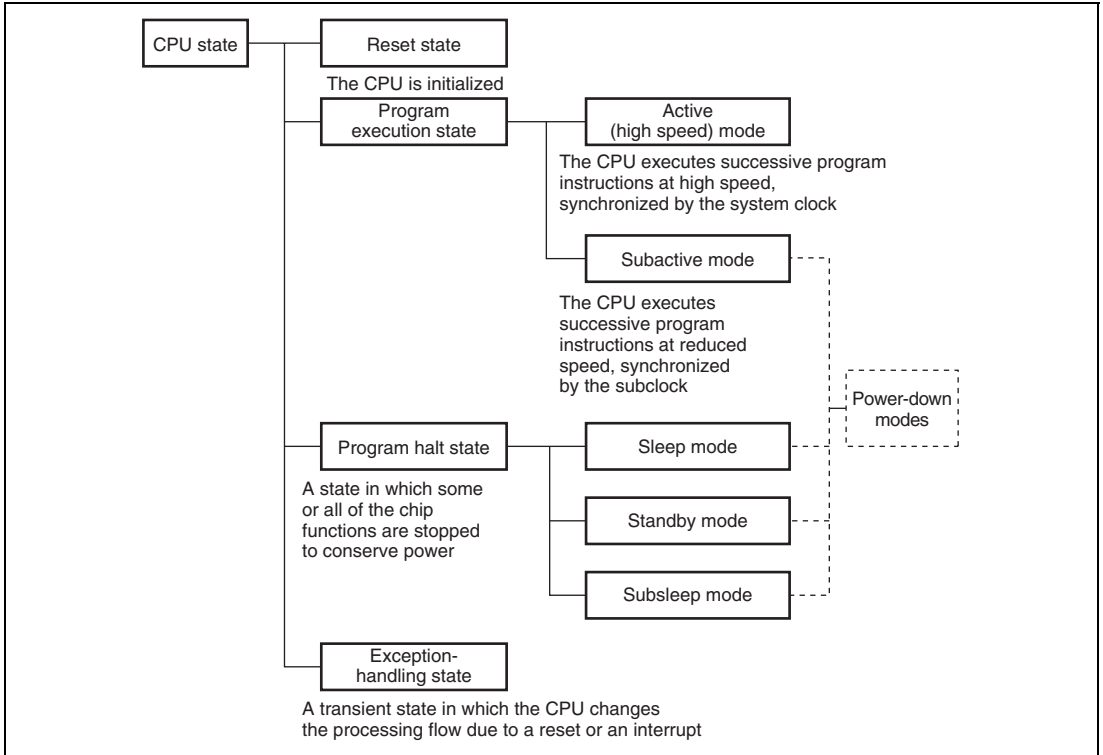 CPU state
Reset state
The CPU is initialized
Program
execution state
Active
(high speed) mode
The CPU executes successive program
instructions at high speed,
synchronized by the system clock
Subactive mode
The CPU executes
successive program
instructions at reduced
speed, synchronized
by the subclock
Power-down
modes
Program halt state
A state in which some
or all of the chip
functions are stopped
to conserve power
Sleep mode
Standby mode
Subsleep mode
Exception-
handling state
A transient state in which the CPU changes
the processing flow due to a reset or an interrupt